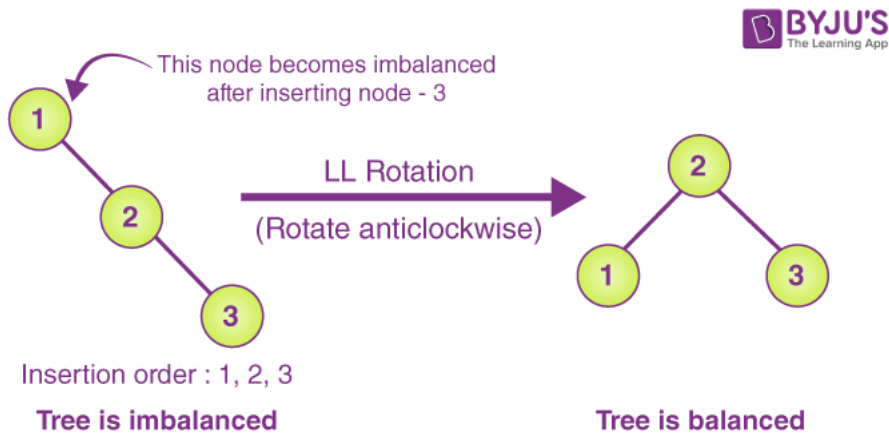 BYJU'S
The Learning App
This node becomes imbalanced
after inserting node - 3
1
2
3
LL Rotation
(Rotate anticlockwise)
2
1
3
Insertion order : 1, 2, 3
Tree is imbalanced
Tree is balanced